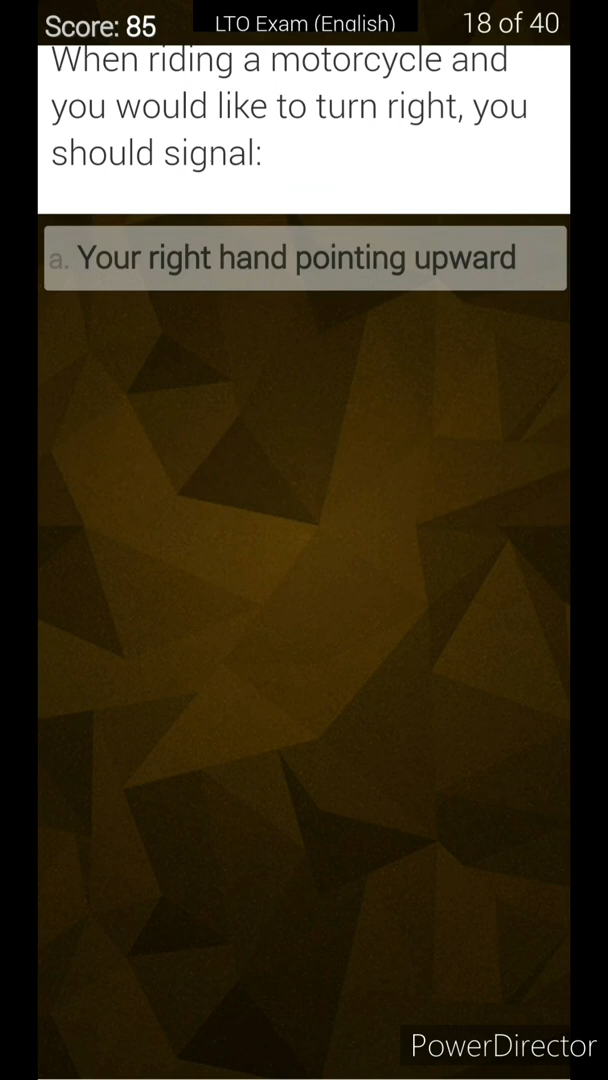 Score: 85
LTO Exam (English)
18 of 40
When riding a motorcycle and
you would like to turn right, you
should signal:
a. Your right hand pointing upward
PowerDirector